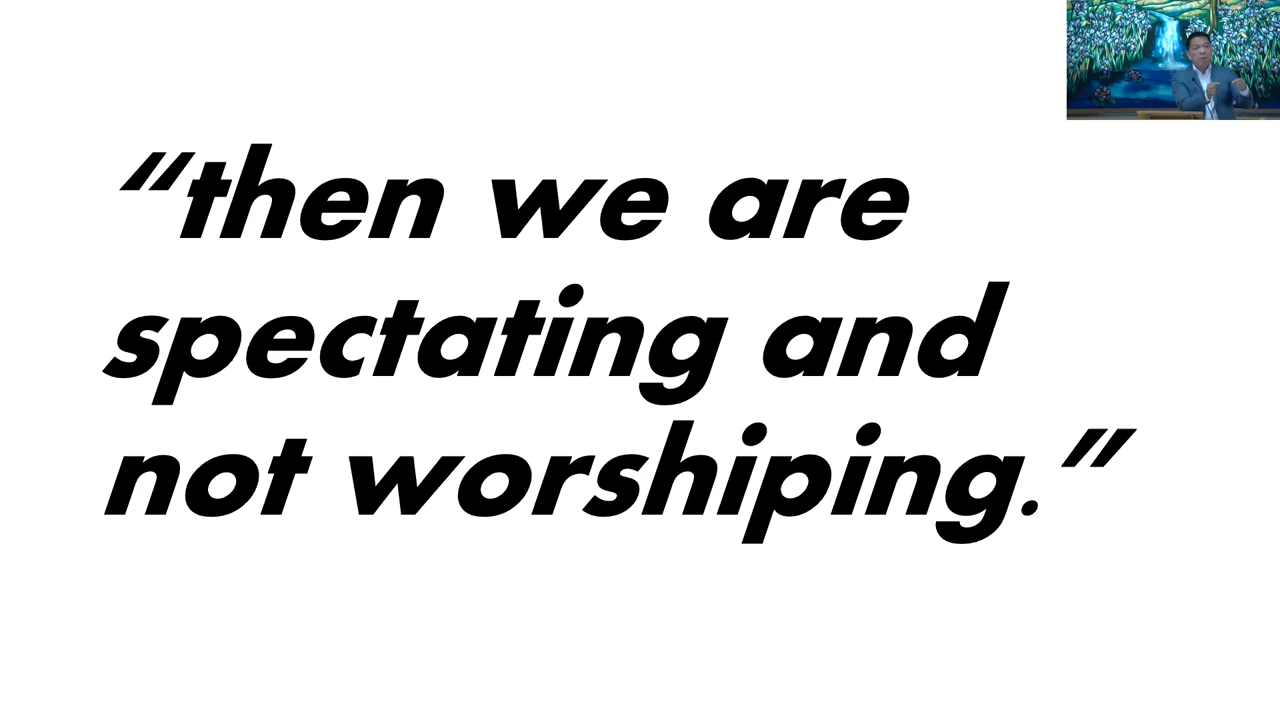 “then we are
spectating and
not worshiping.”